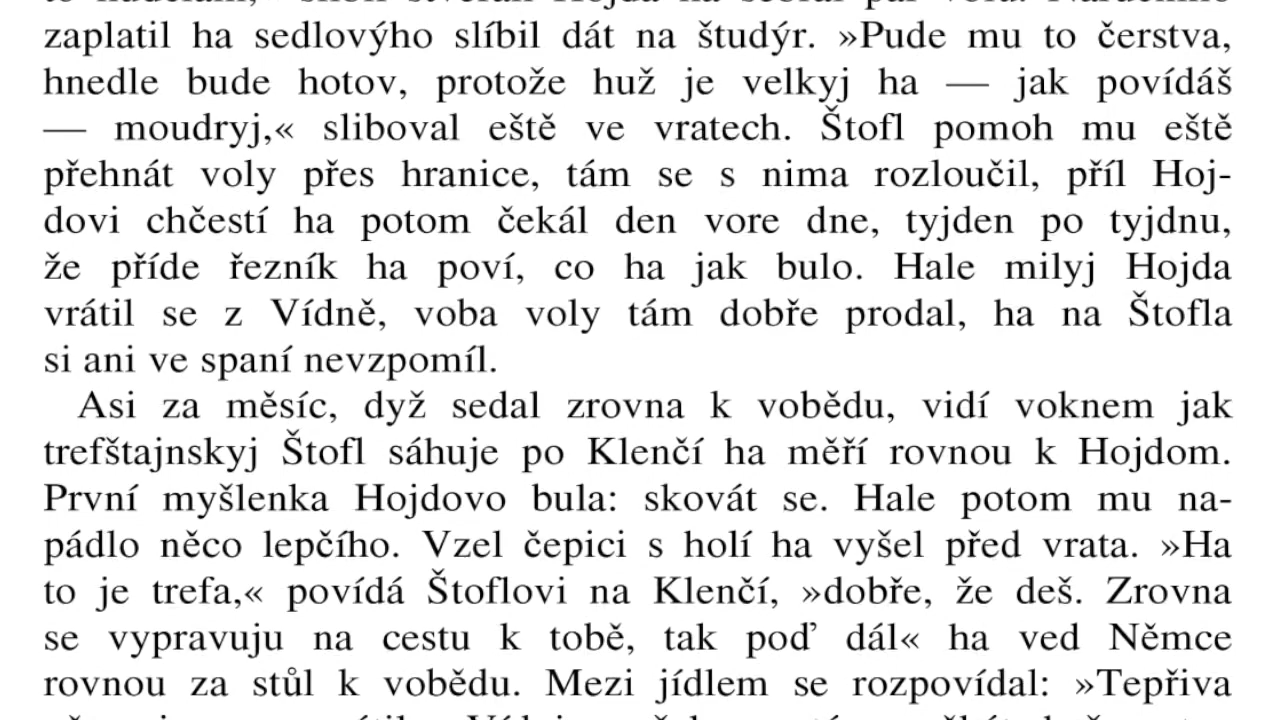 zaplatil ha sedlovýho slíbil dát na študýr. »Pude mu to čerstva,
hnedle bude hotov, protože huž je velkyj ha — jak povídáš
— moudryj,« sliboval eště ve vratech. Štofl pomoh mu eště
přehnát voly přes hranice, tám se s nima rozloučil, příl Hoj-
dovi chčestí ha potom čekál den vore dne, tyjden po tyjdnu,
že příde řezník ha poví, co ha jak bulo. Hale milyj Hojda
vrátil se z Vídně, voba voly tám dobře prodal, ha na Štofla
si ani ve spaní nevzpomíl.
Asi za měsíc, dyž sedal zrovna k vobědu, vidí voknem jak
trefštajnskyj Štofl sáhuje po Klenčí ha měří rovnou k Hojdom.
První myšlenka Hojdovo bula: skovát se. Hale potom mu na-
pádlo něco lepčího. Vzel čepici s holí ha vyšel před vrata. »Ha
to je trefa,« povídá Štoflovi na Klenčí, »dobře, že deš. Zrovna
se vypravuju na cestu k tobě, tak poď dál« ha ved Němce
rovnou za stůl k vobědu. Mezi jídlem se rozpovídal: »Tepřiva